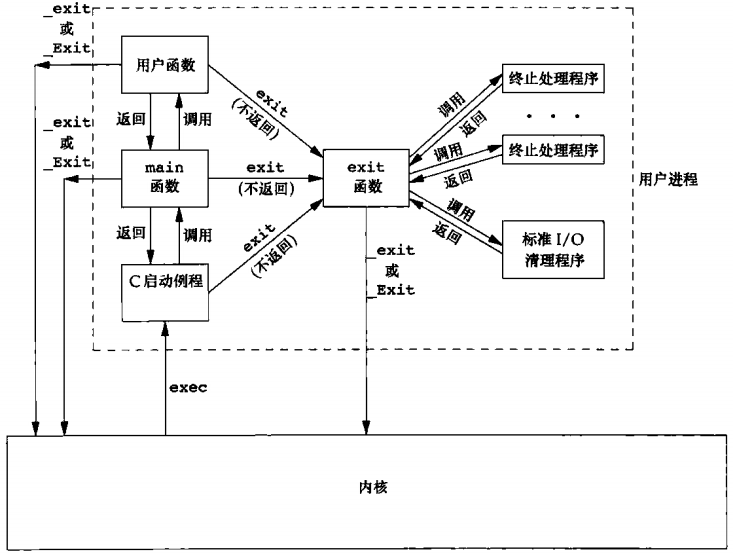 _exit
或
_Exit
用户函数
终止处理程序
exit
(不返回)
调用
返回
· · ·
_exit
或
_Exit
返回
调用
main
函数
exit
(不返回)
exit
函数
调用
返回
终止处理程序
用户进程
返回
调用
exit
(不返回)
调用
返回
标准 I/O
清理程序
C 启动例程
_exit
或
_Exit
exec
内核